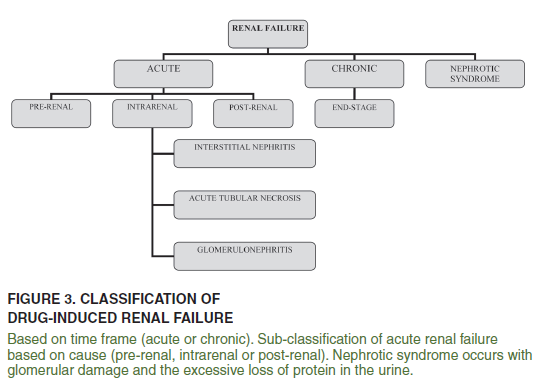 RENAL FAILURE
ACUTE
CHRONIC
NEPHROTIC
SYNDROME
PRE-RENAL
INTRARENAL
POST-RENAL
END-STAGE
INTERSTITIAL NEPHRITIS
ACUTE TUBULAR NECROSIS
GLOMERULONEPHRITIS
FIGURE 3. CLASSIFICATION OF
DRUG-INDUCED RENAL FAILURE
Based on time frame (acute or chronic). Sub-classification of acute renal failure
based on cause (pre-renal, intrarenal or post-renal). Nephrotic syndrome occurs with
glomerular damage and the excessive loss of protein in the urine.